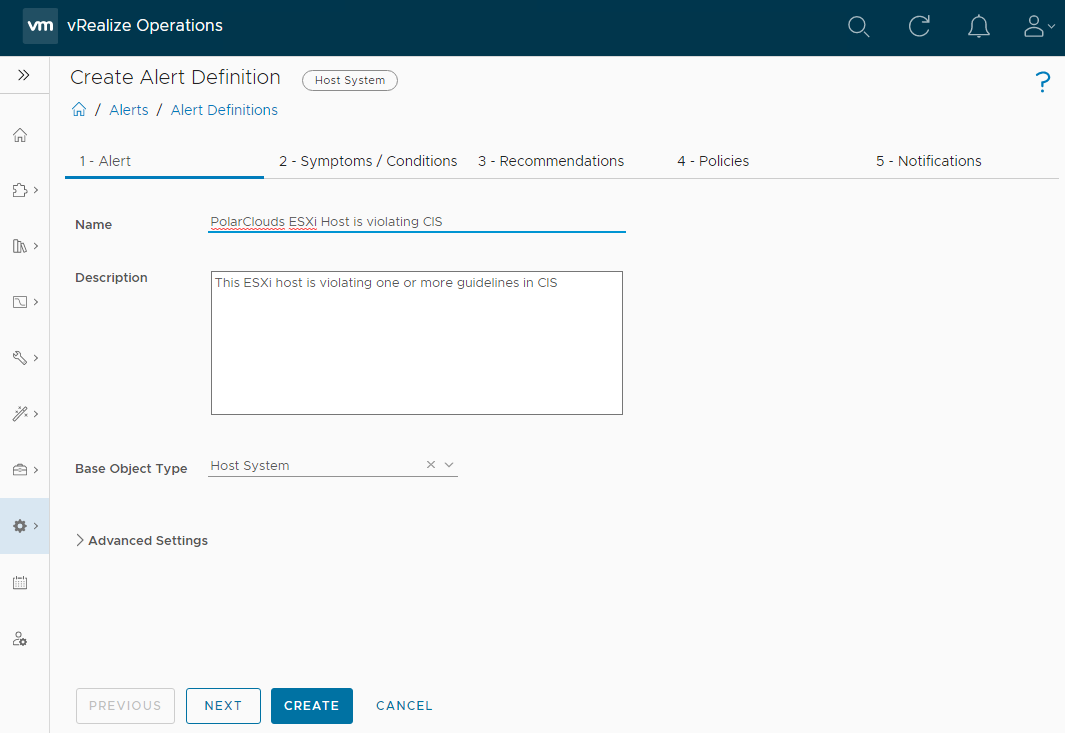 vm vRealize Operations
Create Alert Definition Host System
?
/ Alerts / Alert Definitions
1 - Alert 2 - Symptoms / Conditions 3 - Recommendations 4 - Policies 5 - Notifications
Name PolarClouds ESXi Host is violating CIS
Description This ESXi host is violating one or more guidelines in CIS
Base Object Type Host System
Advanced Settings
PREVIOUS NEXT CREATE CANCEL